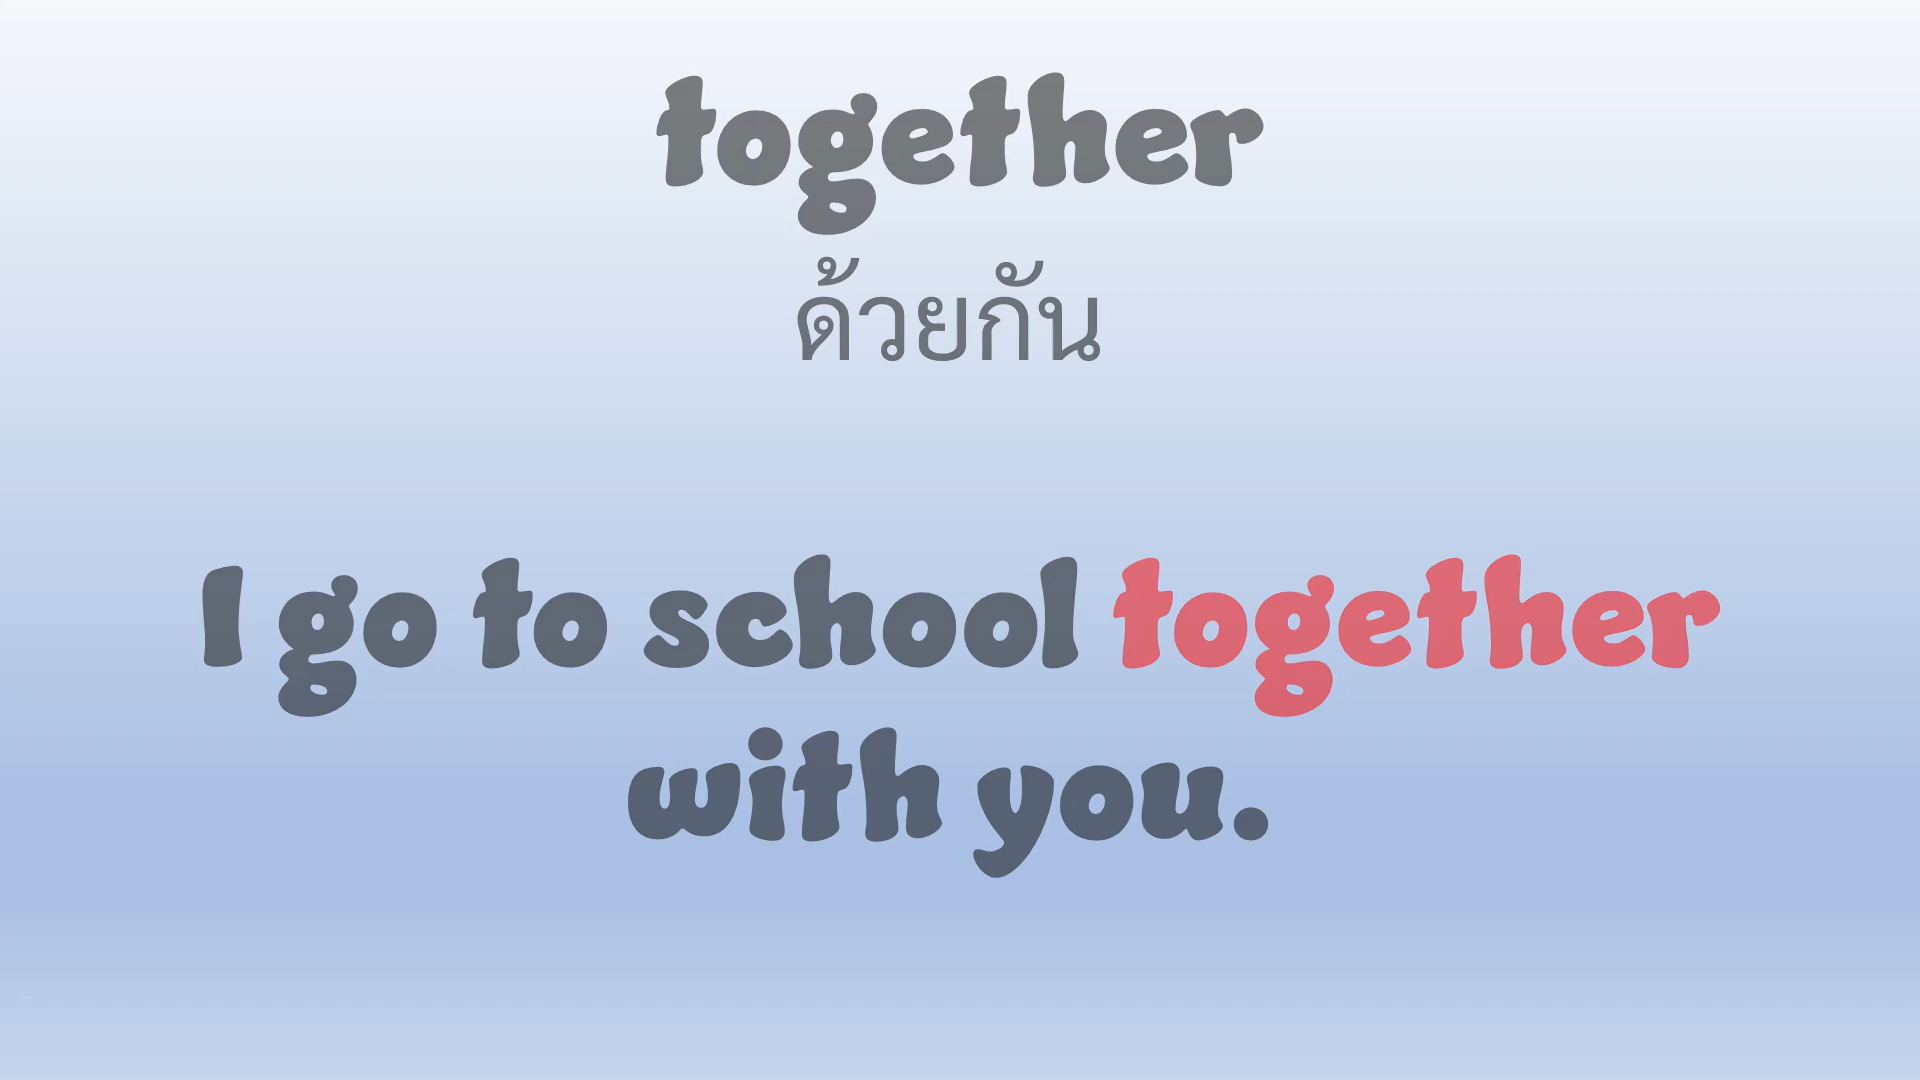 together
ด้วยกัน
I go to school together
with you.